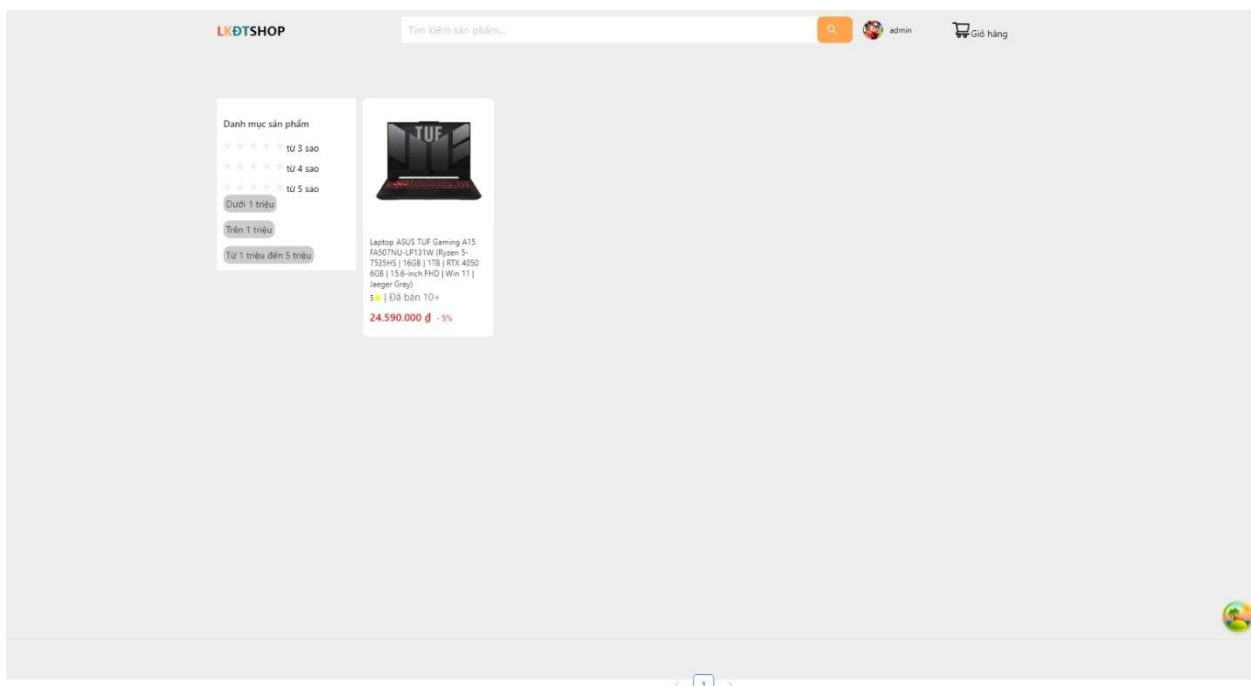 LKĐTSHOP
Tìm kiếm sản phẩm...
admin
Giỏ hàng
Danh mục sản phẩm
từ 3 sao
từ 4 sao
từ 5 sao
Dưới 1 triệu
Trên 1 triệu
Từ 1 triệu đến 5 triệu
TUF
Laptop ASUS TUF Gaming A15
FA507NU-LP131W (Ryzen 5-
7535HS | 16GB | 1TB | RTX 4050
6GB | 15.6-inch FHD | Win 11 |
Jaeger Gray)
5 | Đã bán 10+
24.590.000 ₫ - 5%
< 1 >